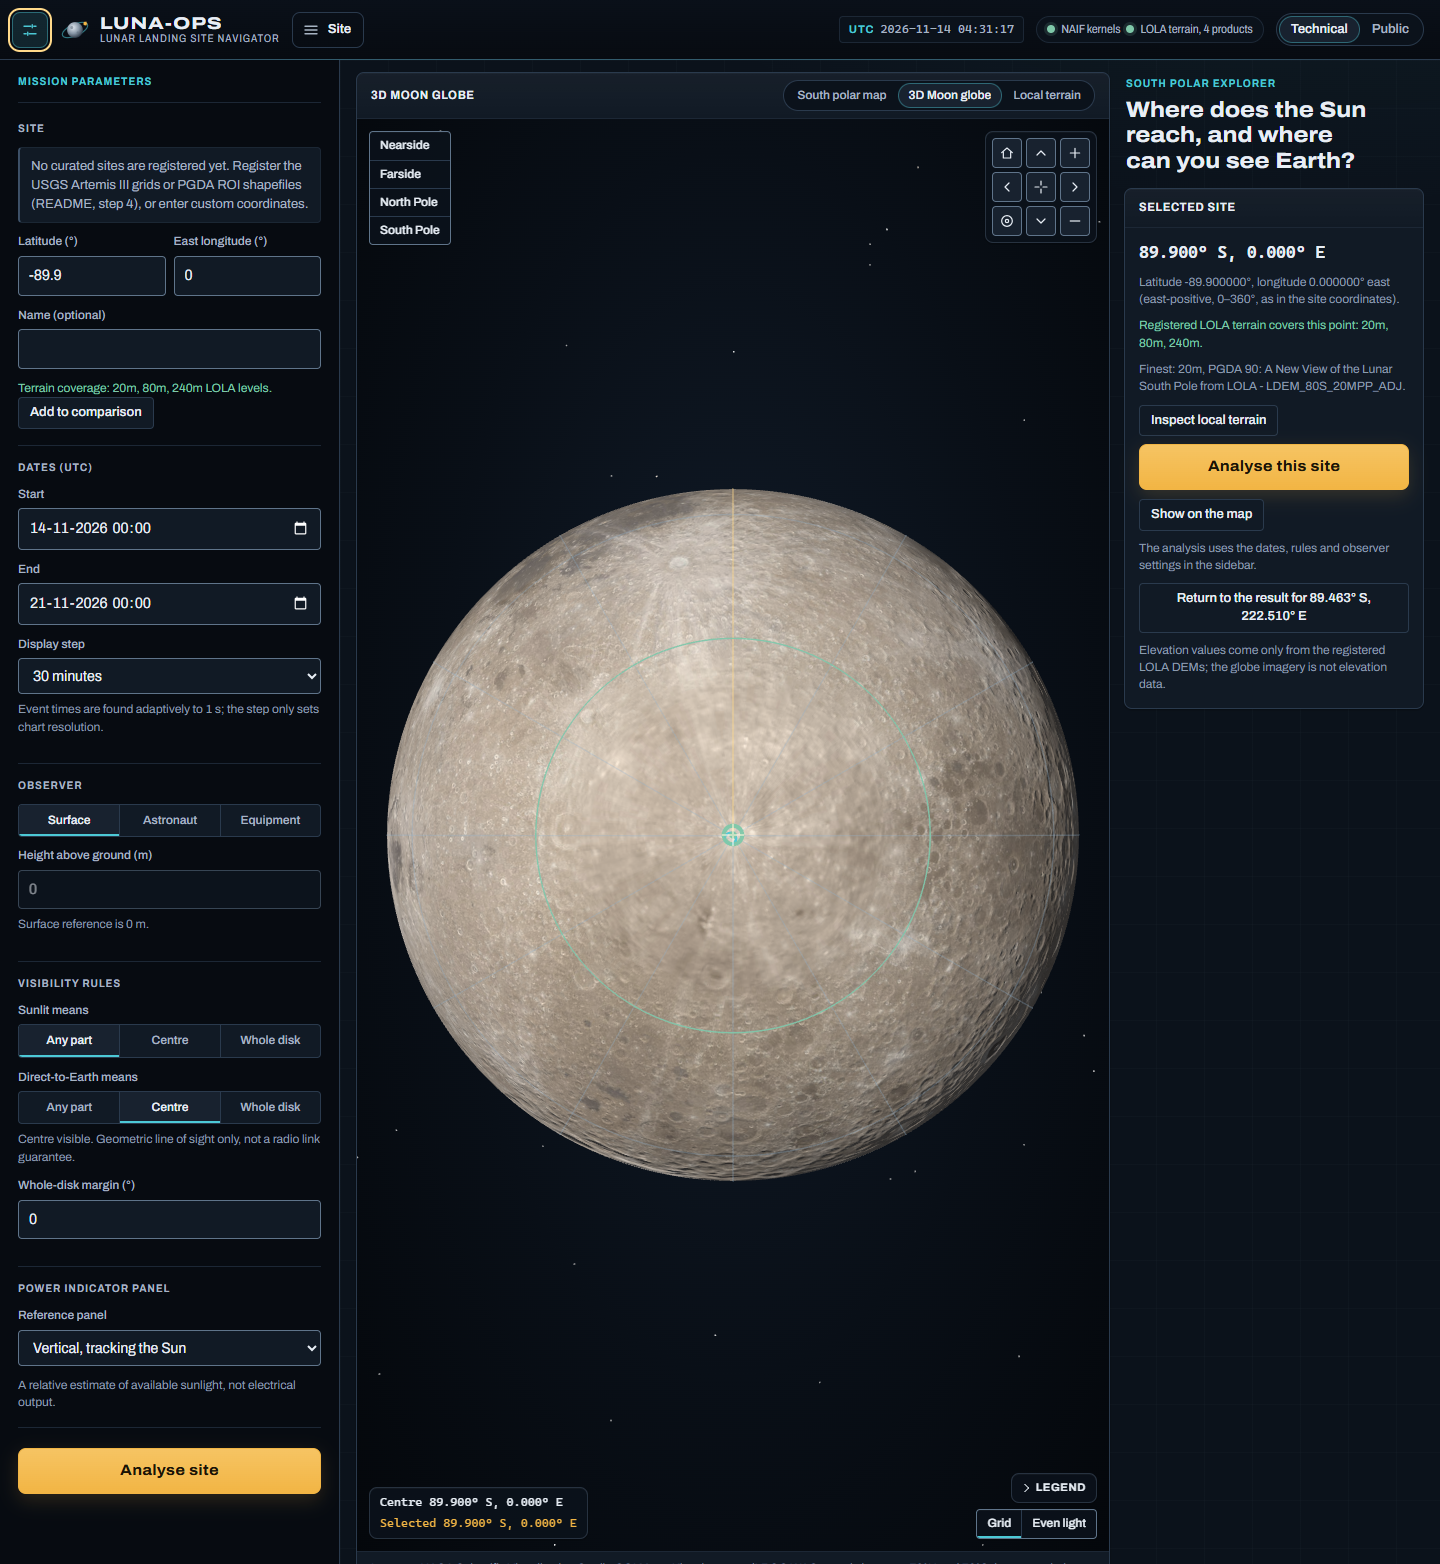 LUNA-OPS
LUNAR LANDING SITE NAVIGATOR
Site
UTC 2026-11-14 04:31:17
NAIF kernels
LOLA terrain, 4 products
Technical
Public
MISSION PARAMETERS
SITE
No curated sites are registered yet. Register the
USGS Artemis III grids or PGDA ROI shapefiles
(README, step 4), or enter custom coordinates.
Latitude (°)
East longitude (°)
-89.9
0
Name (optional)
Terrain coverage: 20m, 80m, 240m LOLA levels.
Add to comparison
DATES (UTC)
Start
14-11-2026 00:00
End
21-11-2026 00:00
Display step
30 minutes
Event times are found adaptively to 1 s; the step only sets
chart resolution.
OBSERVER
Surface
Astronaut
Equipment
Height above ground (m)
0
Surface reference is 0 m.
VISIBILITY RULES
Sunlit means
Any part
Centre
Whole disk
Direct-to-Earth means
Any part
Centre
Whole disk
Centre visible. Geometric line of sight only, not a radio link
guarantee.
Whole-disk margin (°)
0
POWER INDICATOR PANEL
Reference panel
Vertical, tracking the Sun
A relative estimate of available sunlight, not electrical
output.
Analyse site
3D MOON GLOBE
South polar map
3D Moon globe
Local terrain
Nearside
Farside
North Pole
South Pole
Centre 89.900° S, 0.000° E
Selected 89.900° S, 0.000° E
LEGEND
Grid
Even light
SOUTH POLAR EXPLORER
Where does the Sun
reach, and where
can you see Earth?
SELECTED SITE
89.900° S, 0.000° E
Latitude -89.900000°, longitude 0.000000° east
(east-positive, 0–360°, as in the site coordinates).
Registered LOLA terrain covers this point: 20m,
80m, 240m.
Finest: 20m, PGDA 90: A New View of the Lunar
South Pole from LOLA - LDEM_80S_20MPP_ADJ.
Inspect local terrain
Analyse this site
Show on the map
The analysis uses the dates, rules and observer
settings in the sidebar.
Return to the result for 89.463° S,
222.510° E
Elevation values come only from the registered
LOLA DEMs; the globe imagery is not elevation
data.